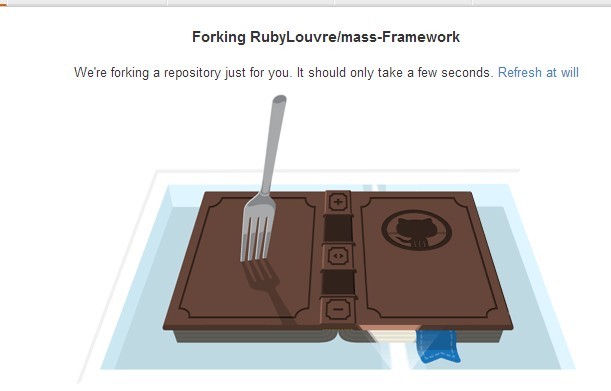 Forking RubyLouvre/mass-Framework
We're forking a repository just for you. It should only take a few seconds. Refresh at will